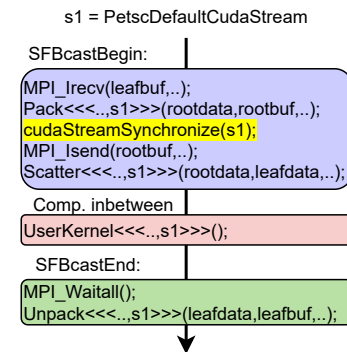 s1 = PetscDefaultCudaStream
SFBcastBegin:
MPI_Irecv(leafbuf,..);
Pack<<<..,s1>>>(rootdata,rootbuf,..);
cudaStreamSynchronize(s1);
MPI_Isend(rootbuf,..);
Scatter<<<..,s1>>>(rootdata,leafdata,..);
Comp. inbetween
UserKernel<<<..,s1>>>();
SFBcastEnd:
MPI_Waitall();
Unpack<<<..,s1>>>(leafdata,leafbuf,..);